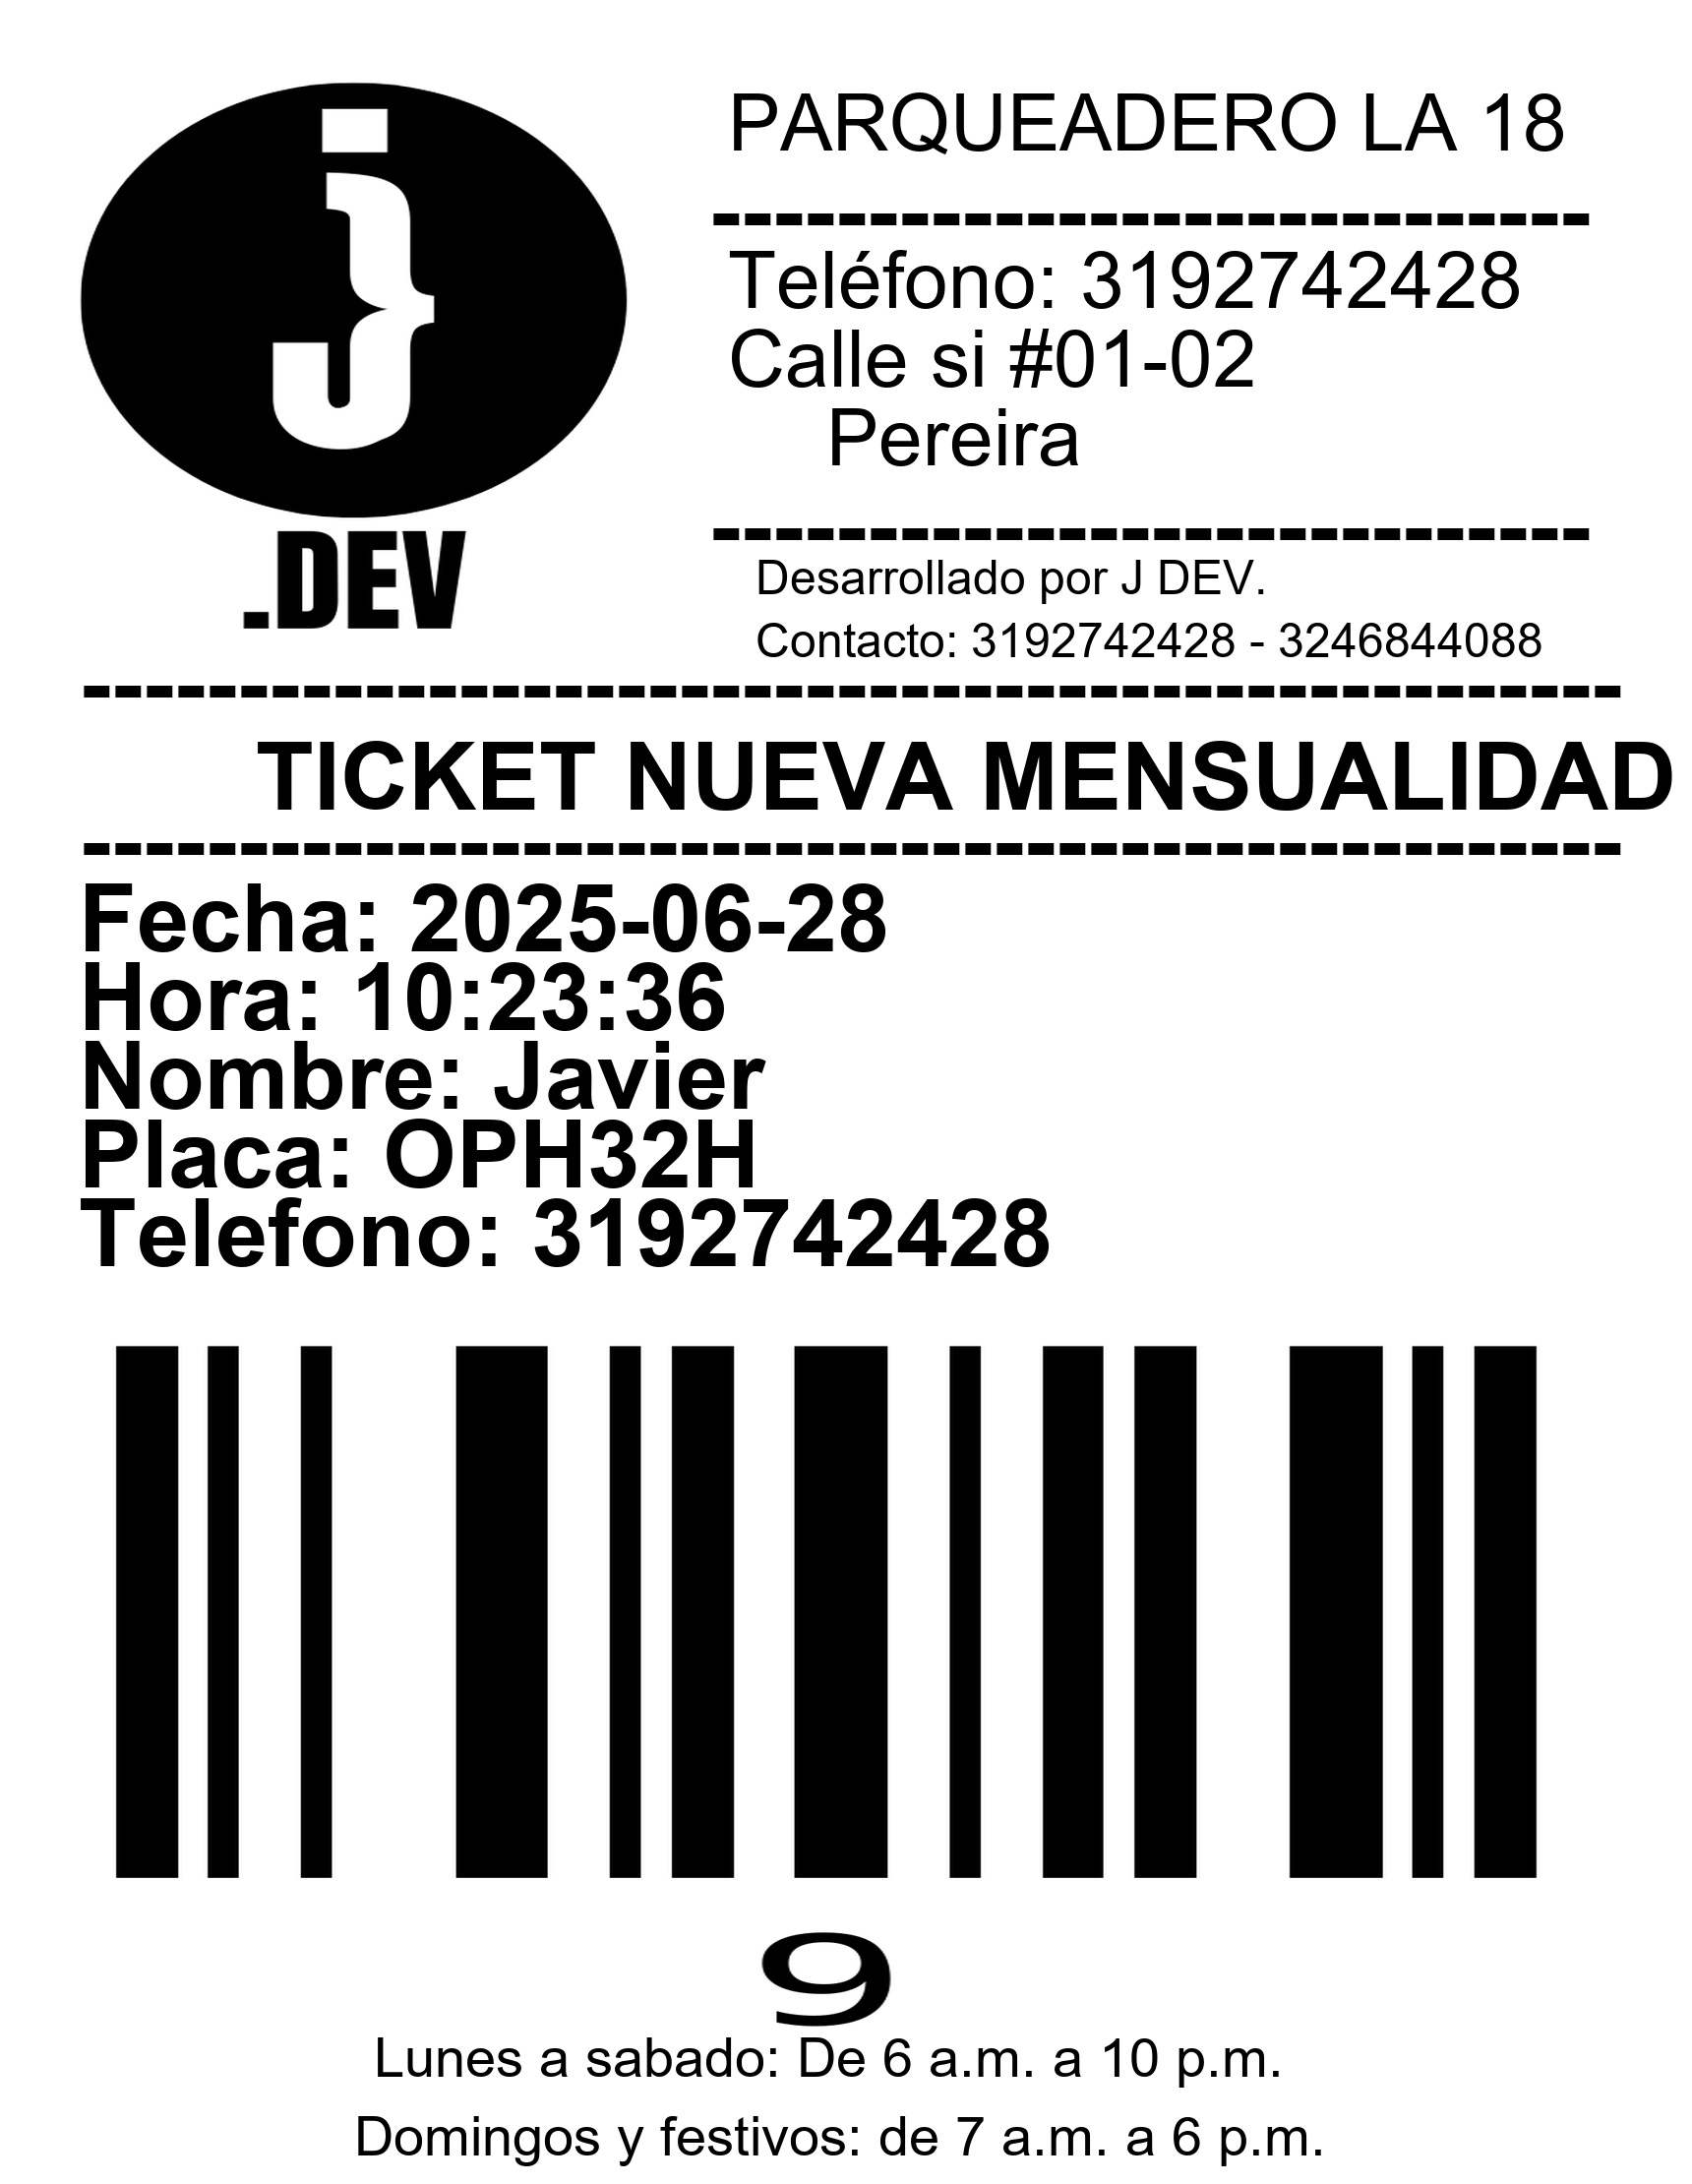 j
.DEV
PARQUEADERO LA 18
----------------------------
Teléfono: 3192742428
Calle si #01-02
Pereira
----------------------------
Desarrollado por J DEV.
Contacto: 3192742428 - 3246844088
-------------------------------------------------
TICKET NUEVA MENSUALIDAD
-------------------------------------------------
Fecha: 2025-06-28
Hora: 10:23:36
Nombre: Javier
Placa: OPH32H
Telefono: 3192742428
9
Lunes a sabado: De 6 a.m. a 10 p.m.
Domingos y festivos: de 7 a.m. a 6 p.m.